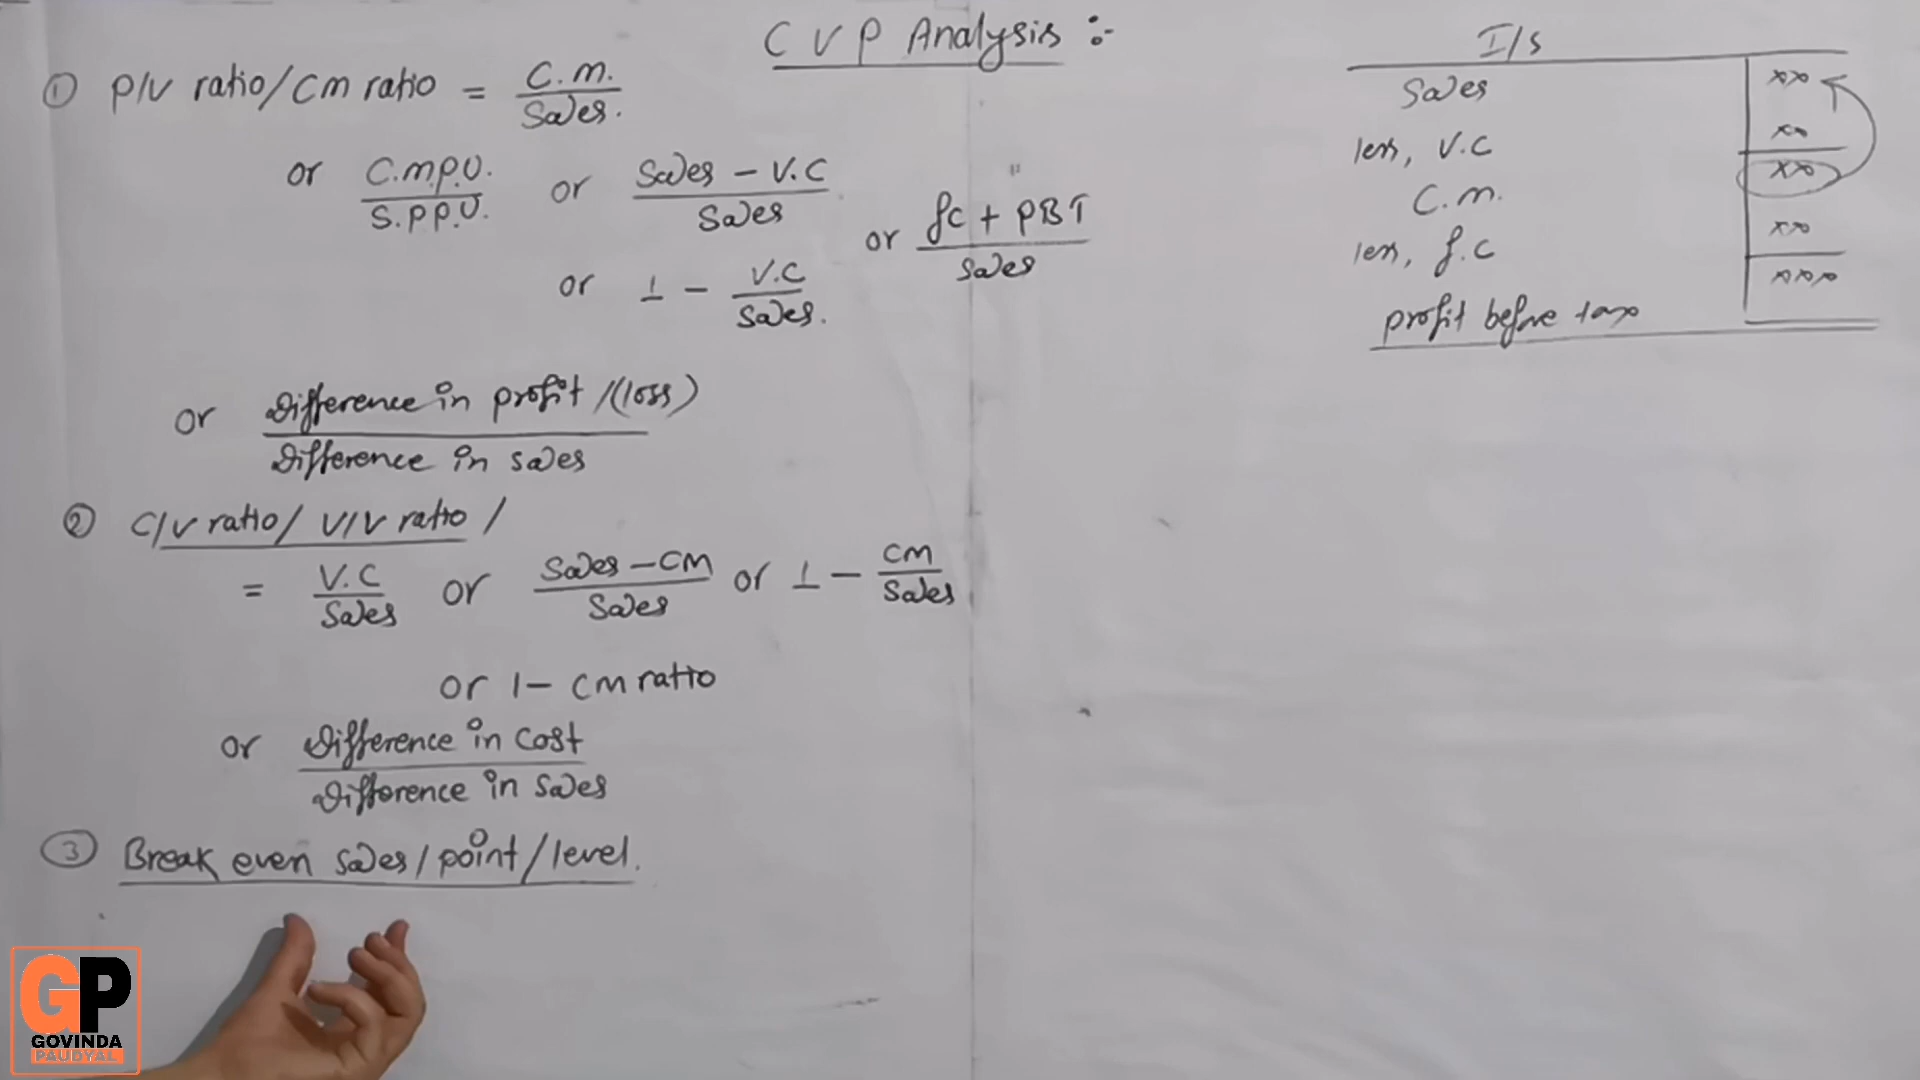 C V P Analysis :-
① P/V ratio/CM ratio = C.M. / Sales.
or C.M.P.U. / S.P.P.U. or Sales - V.C / Sales or fC + PBT / Sales
or 1 - V.C / Sales.
or Difference in profit /(loss) / Difference in sales
② C/V ratio/ V/V ratio /
= V.C / Sales or Sales - CM / Sales or 1 - CM / Sales
or 1 - CM ratio
or Difference in cost / Difference in sales
③ Break even sales/point/level.
I/S
Sales xx
less, V.C xx
C.M. xx
less, f.C xx
profit before tax xxx
GP
GOVINDA
PAUDYAL